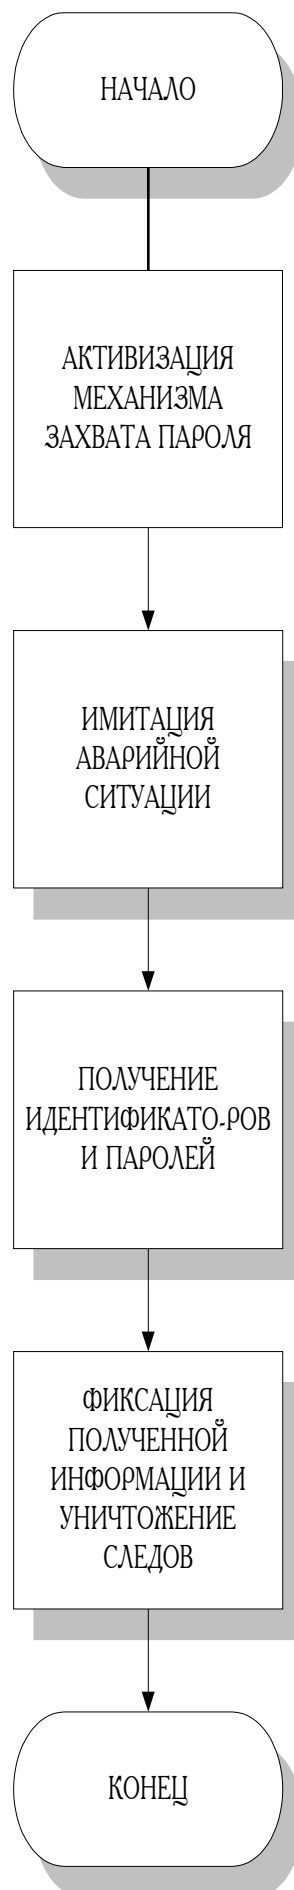 НАЧАЛО
АКТИВИЗАЦИЯ
МЕХАНИЗМА
ЗАХВАТА ПАРОЛЯ
ИМИТАЦИЯ
АВАРИЙНОЙ
СИТУАЦИИ
ПОЛУЧЕНИЕ
ИДЕНТИФИКАТО-РОВ
И ПАРОЛЕЙ
ФИКСАЦИЯ
ПОЛУЧЕННОЙ
ИНФОРМАЦИИ И
УНИЧТОЖЕНИЕ
СЛЕДОВ
КОНЕЦ